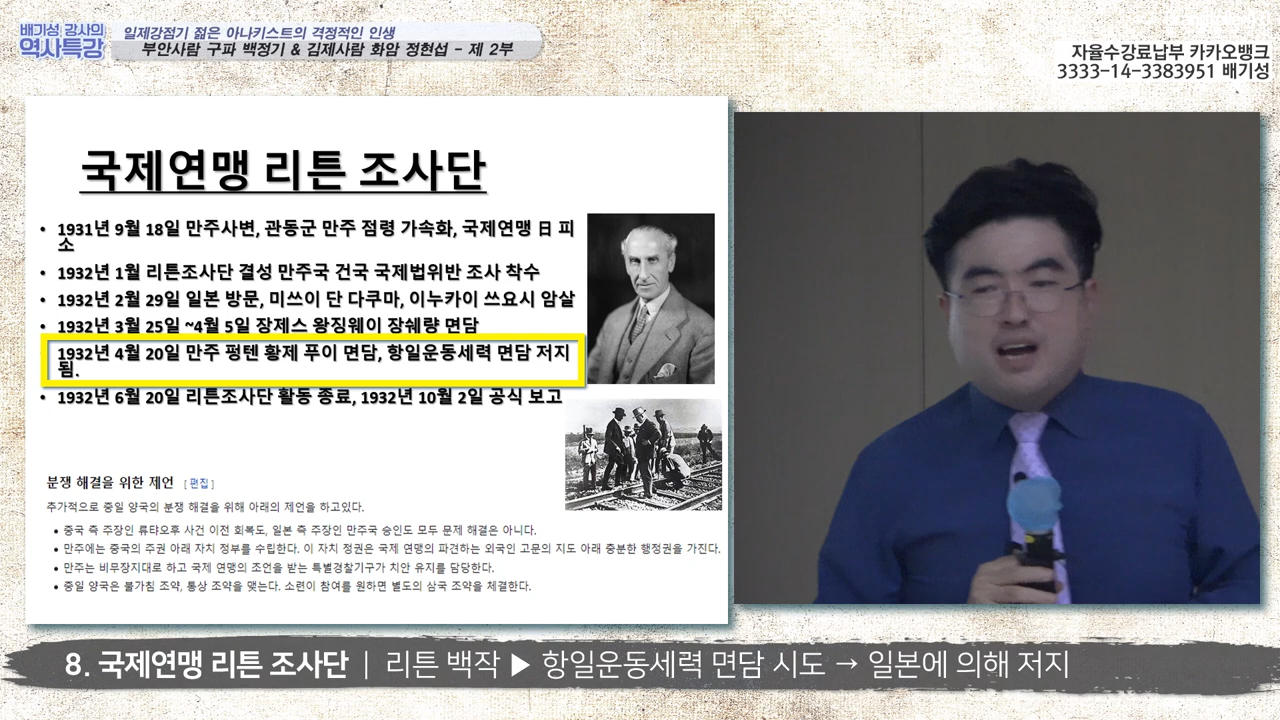 배기성 강사의
역사특강
일제강점기 젊은 아나키스트의 격정적인 인생
부안사람 구파 백정기 & 김제사람 화암 정현섭 - 제 2부
자율수강료납부 카카오뱅크
3333-14-3383951 배기성
국제연맹 리튼 조사단
• 1931년 9월 18일 만주사변, 관동군 만주 점령 가속화, 국제연맹 日 피
소
• 1932년 1월 리튼조사단 결성 만주국 건국 국제법위반 조사 착수
• 1932년 2월 29일 일본 방문, 미쓰이 단 다쿠마, 이누카이 쓰요시 암살
• 1932년 3월 25일 ~4월 5일 장제스 왕징웨이 장쉐량 면담
1932년 4월 20일 만주 펑텐 황제 푸이 면담, 항일운동세력 면담 저지
됨.
• 1932년 6월 20일 리튼조사단 활동 종료, 1932년 10월 2일 공식 보고
분쟁 해결을 위한 제언 [편집]
추가적으로 중일 양국의 분쟁 해결을 위해 아래의 제언을 하고있다.
• 중국 측 주장인 류탸오후 사건 이전 회복도, 일본 측 주장인 만주국 승인도 모두 문제 해결은 아니다.
• 만주에는 중국의 주권 아래 자치 정부를 수립한다. 이 자치 정권은 국제 연맹의 파견하는 외국인 고문의 지도 아래 충분한 행정권을 가진다.
• 만주는 비무장지대로 하고 국제 연맹의 조언을 받는 특별경찰기구가 치안 유지를 담당한다.
• 중일 양국은 불가침 조약, 통상 조약을 맺는다. 소련이 참여를 원하면 별도의 삼국 조약을 체결한다.
8. 국제연맹 리튼 조사단 | 리튼 백작 ▶ 항일운동세력 면담 시도 → 일본에 의해 저지